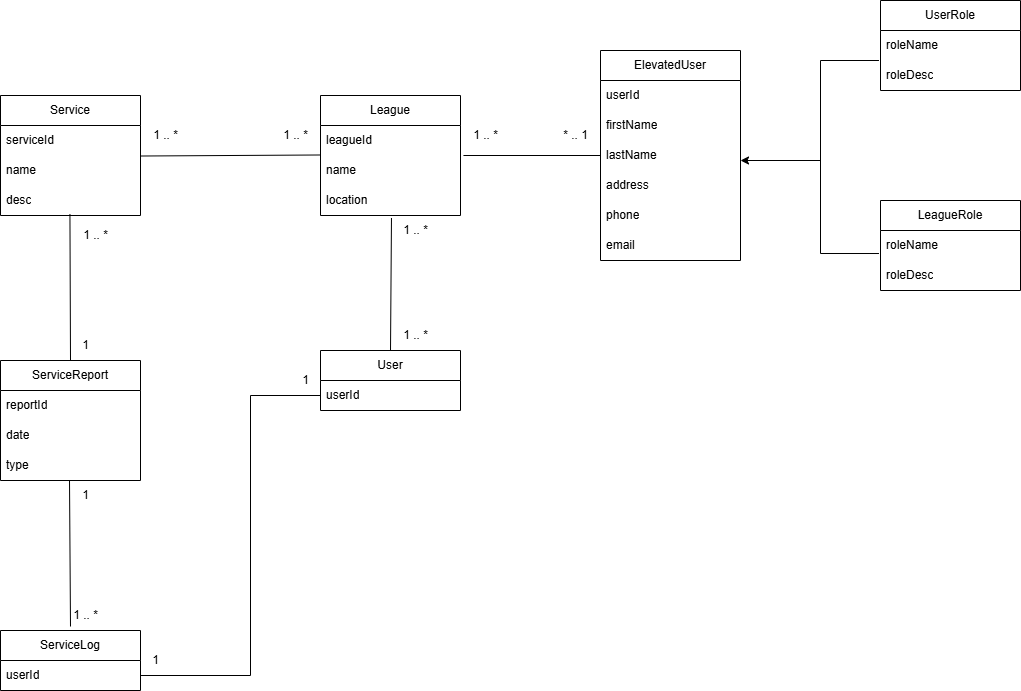 UserRole
roleName
roleDesc
ElevatedUser
userId
firstName
lastName
address
phone
email
Service
serviceId
name
desc
League
leagueId
name
location
1 .. *
1 .. *
1 .. *
* .. 1
LeagueRole
roleName
roleDesc
1 .. *
1 .. *
1 .. *
1
ServiceReport
reportId
date
type
User
userId
1
1
1 .. *
ServiceLog
userId
1